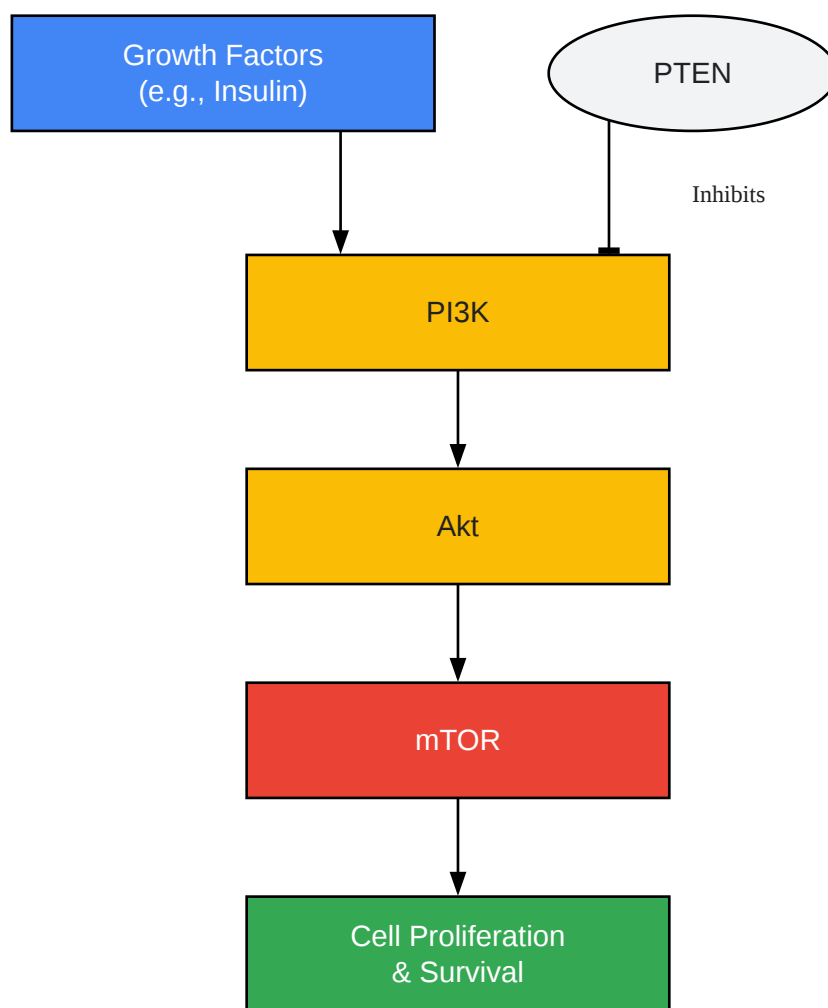 Growth Factors
(e.g., Insulin)
PTEN
Inhibits
PI3K
Akt
mTOR
Cell Proliferation
& Survival